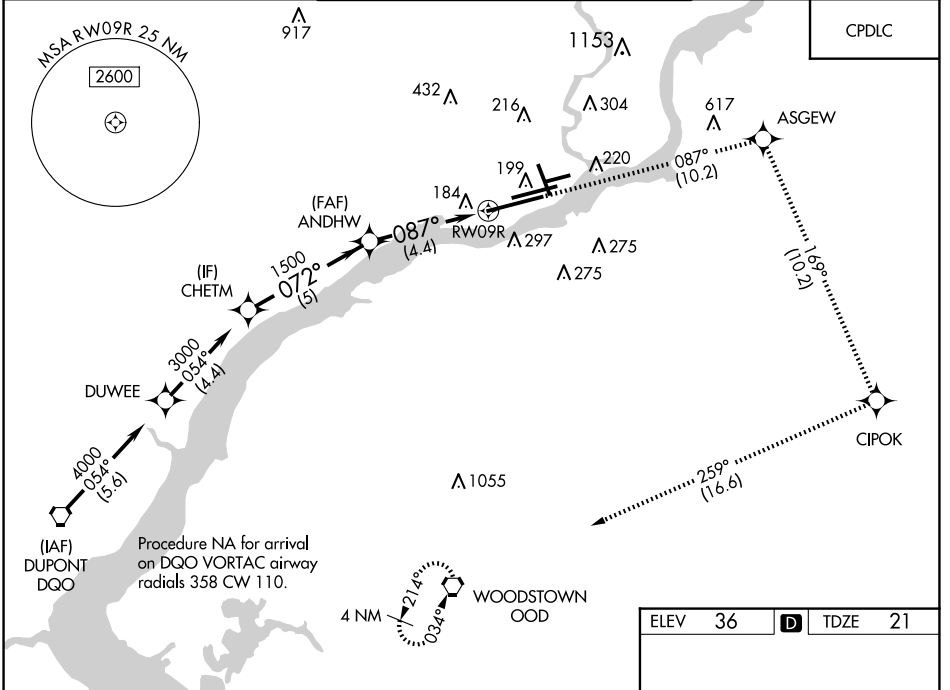 MSA RW09R 25 NM
2600
917
1153
CPDLC
432
216
304
617
ASGEW
199
220
087°
(10.2)
184
(FAF)
ANDHW
087°
(4.4)
RW09R
297
275
275
169°
(10.2)
(IF)
CHETM
1500
072°
(5)
3000
054°
(4.4)
DUWEE
4000
054°
(5.6)
CIPOK
259°
(16.6)
1055
(IAF)
DUPONT
DQO
Procedure NA for arrival
on DQO VORTAC airway
radials 358 CW 110.
4 NM
214°
034°
WOODSTOWN
OOD
ELEV 36 D TDZE 21